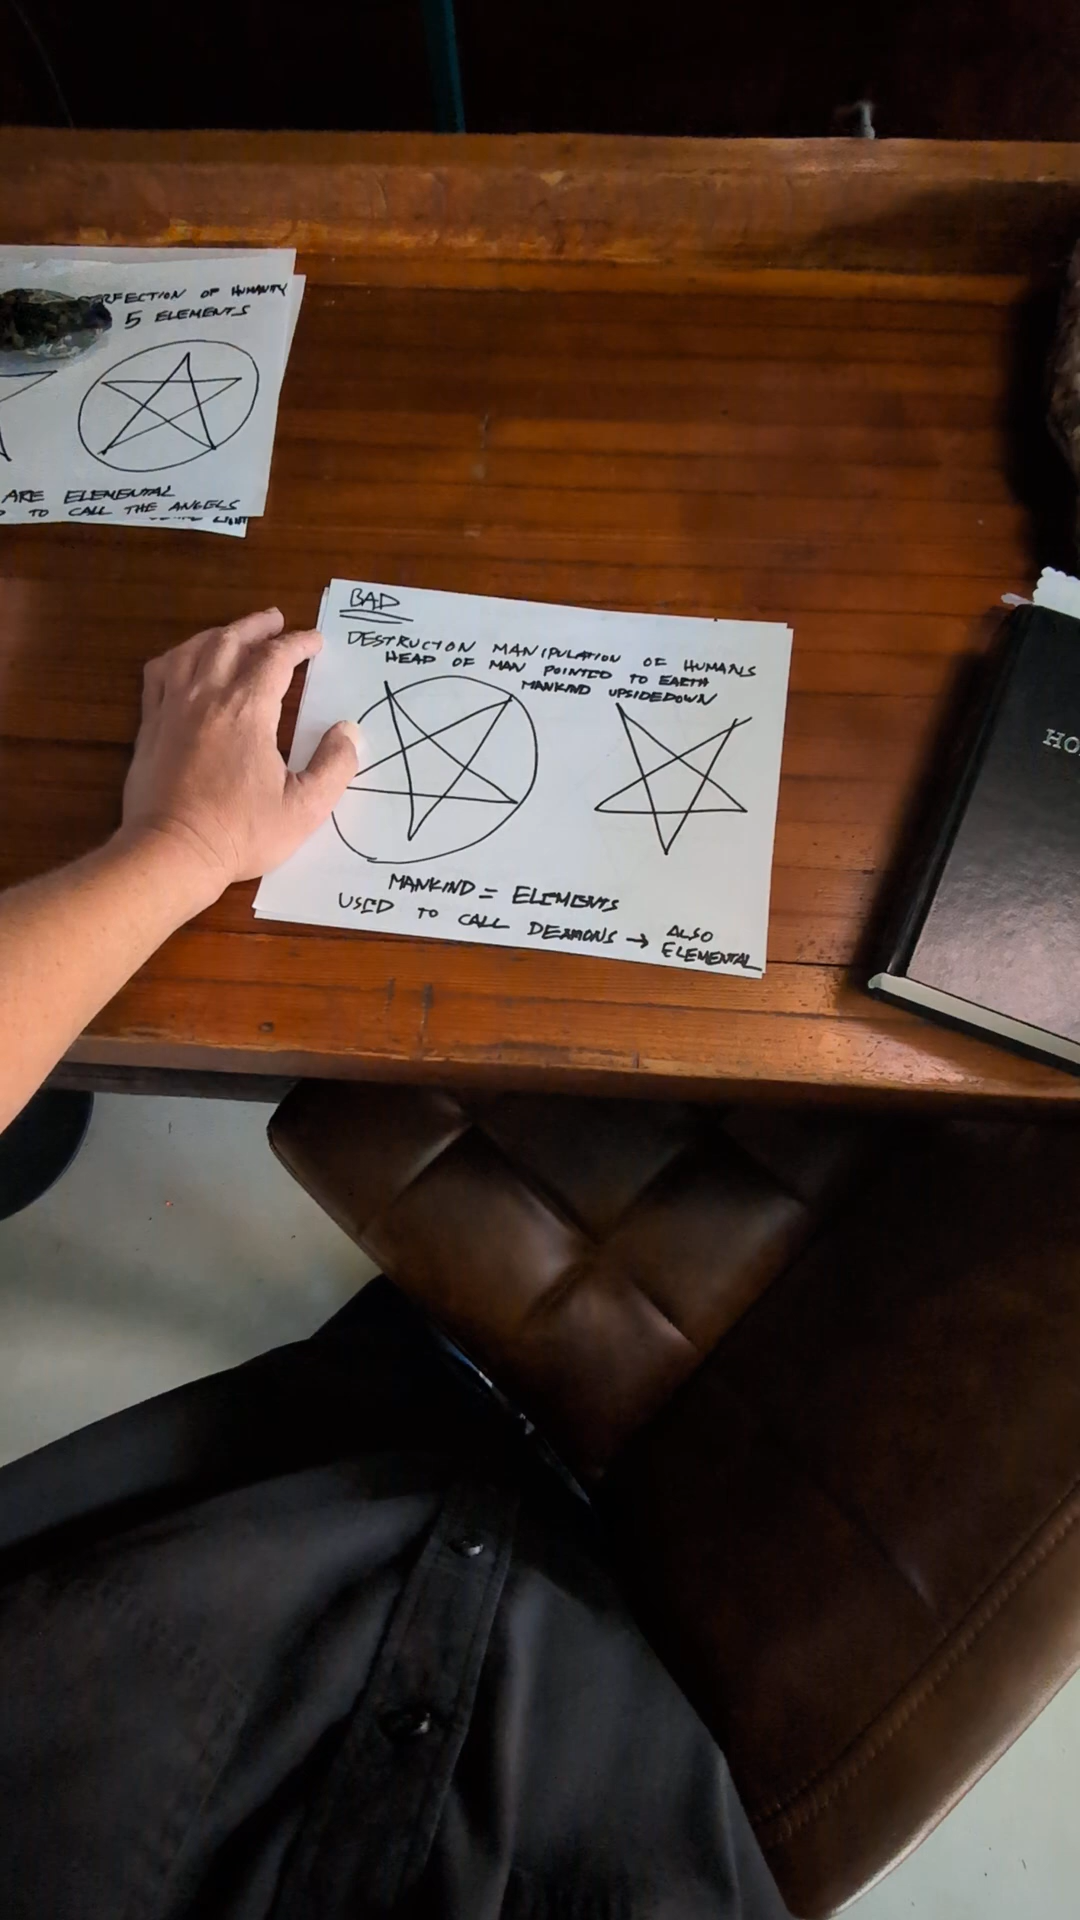 RFECTION OF HUMANITY
5 ELEMENTS
ARE ELEMENTAL
TO CALL THE ANGELS
BAD
DESTRUCTION MANIPULATION OF HUMANS
HEAD OF MAN POINTED TO EARTH
MANKIND UPSIDEDOWN
MANKIND = ELEMENTS
USED TO CALL DEAMONS → ALSO
ELEMENTAL
HO